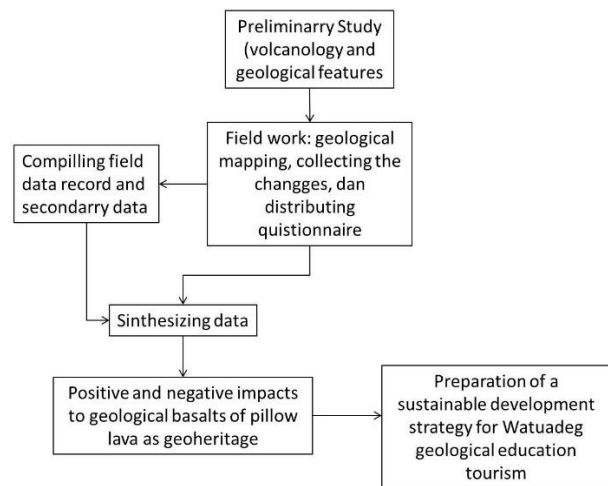 Preliminarry Study
(volcanology and
geological features
Field work: geological
mapping, collecting the
changges, dan
distributing
quistionnaire
Compilling field
data record and
secondarry data
Sinthesizing data
Positive and negative impacts
to geological basalts of pillow
lava as geoheritage
Preparation of a
sustainable development
strategy for Watuadeg
geological education
tourism